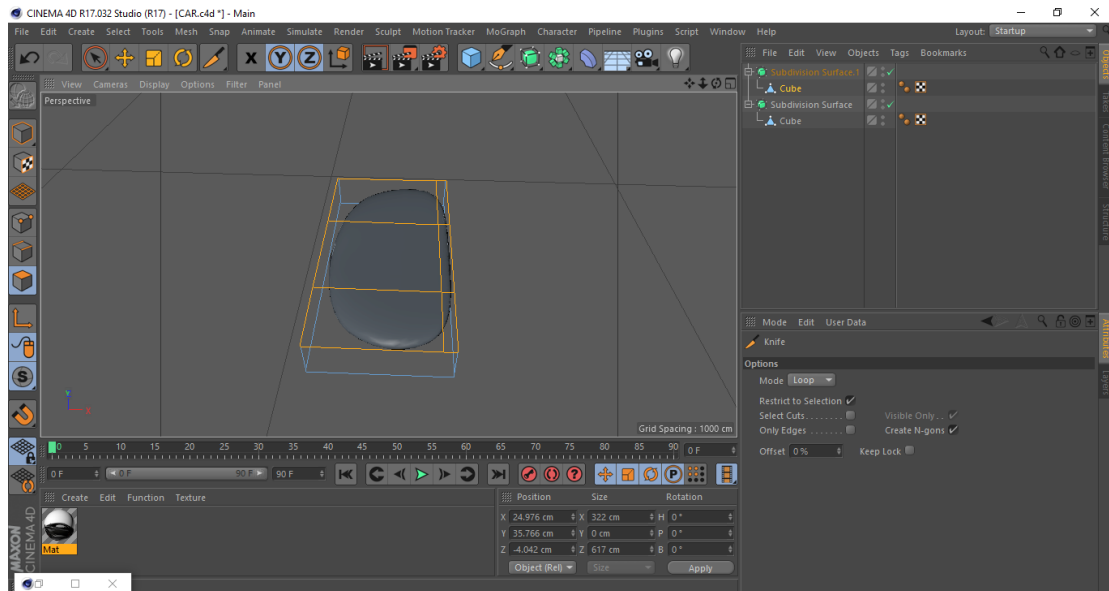 CINEMA 4D R17.032 Studio (R17) - [CAR.c4d *] - Main
File Edit Create Select Tools Mesh Snap Animate Simulate Render Sculpt Motion Tracker MoGraph Character Pipeline Plugins Script Window Help Layout: Startup
X Y Z
File Edit View Objects Tags Bookmarks
View Cameras Display Options Filter Panel
Perspective
Subdivision Surface.1
Cube
Subdivision Surface
Cube
Objects
Takes
Content Browser
Structure
Y
X
Grid Spacing : 1000 cm
Mode Edit User Data
Knife
Options
Mode Loop
Restrict to Selection
Select Cuts . . . . . . . Visible Only . .
Only Edges . . . . . . . Create N-gons
Offset 0 % Keep Lock
Attributes
Layers
0 5 10 15 20 25 30 35 40 45 50 55 60 65 70 75 80 85 90 0 F
0 F 0 F 90 F 90 F
P
S
Create Edit Function Texture
Mat
MAXON
CINEMA 4D
Position Size Rotation
X 24.976 cm X 322 cm H 0 °
Y 35.766 cm Y 0 cm P 0 °
Z -4.042 cm Z 617 cm B 0 °
Object (Rel) Size Apply